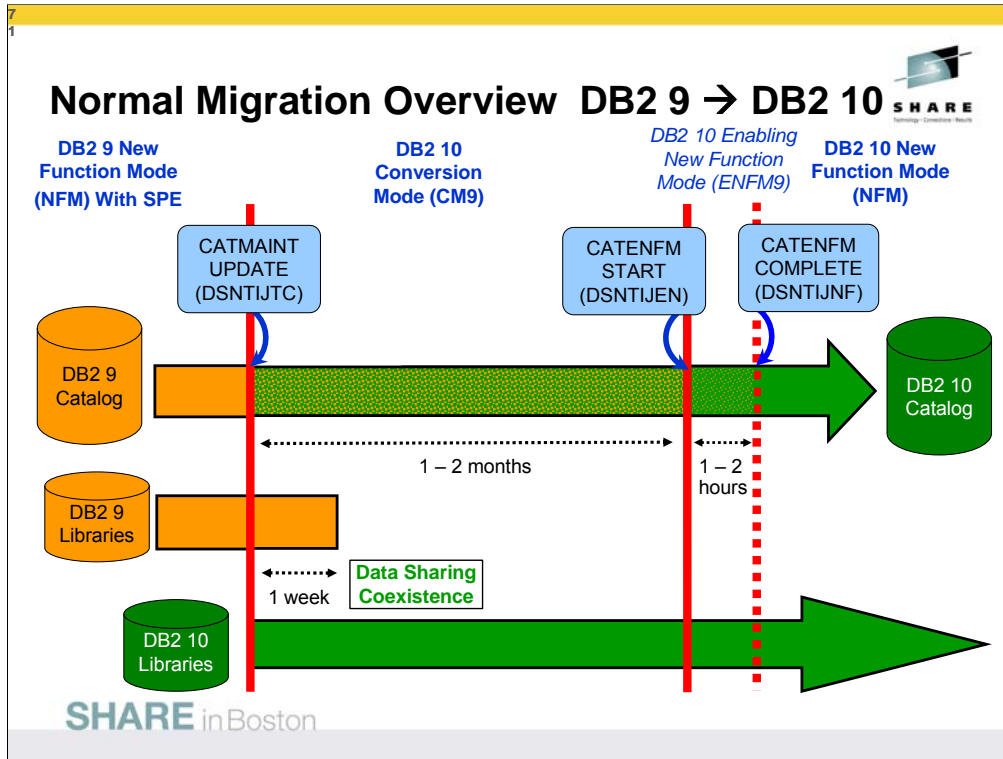 7
1
Normal Migration Overview DB2 9 → DB2 10
SHARE
Technology · Connections · Results
DB2 9 New
Function Mode
(NFM) With SPE
DB2 10
Conversion
Mode (CM9)
DB2 10 Enabling
New Function
Mode (ENFM9)
DB2 10 New
Function Mode
(NFM)
CATMAINT
UPDATE
(DSNTIJTC)
CATENFM
START
(DSNTIJEN)
CATENFM
COMPLETE
(DSNTIJNF)
DB2 9
Catalog
DB2 10
Catalog
1 – 2 months
1 – 2
hours
DB2 9
Libraries
1 week
Data Sharing
Coexistence
DB2 10
Libraries
SHARE in Boston